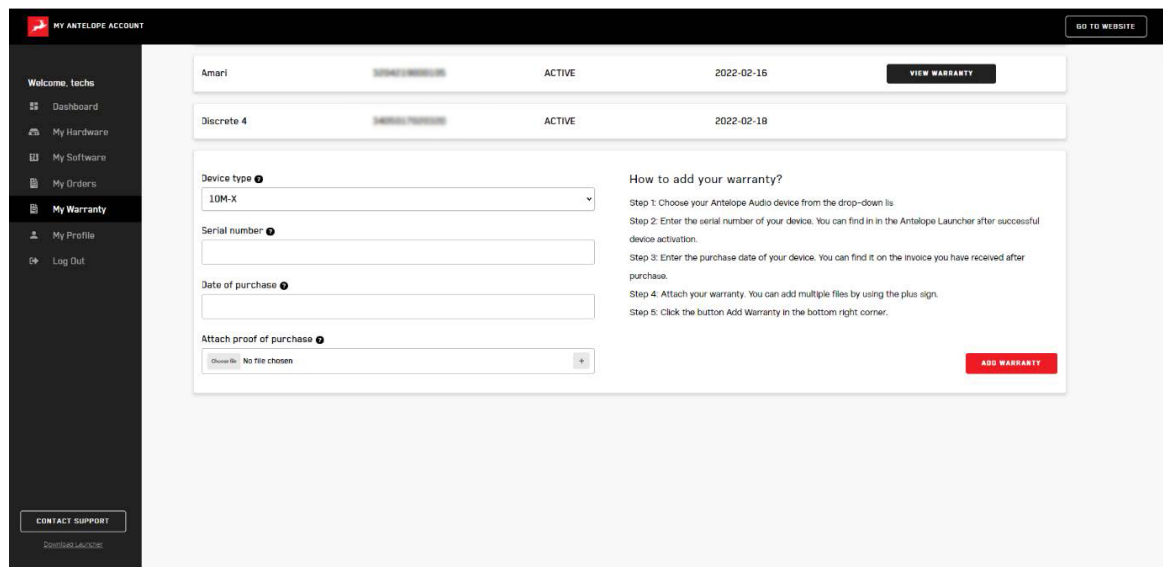 MY ANTELOPE ACCOUNT
GO TO WEBSITE
Welcome, techs
Dashboard
My Hardware
My Software
My Orders
My Warranty
My Profile
Log Out
CONTACT SUPPORT
Download Launcher
Amari ACTIVE 2022-02-16 VIEW WARRANTY
Discrete 4 ACTIVE 2022-02-18
Device type ?
10M-X
Serial number ?
Date of purchase ?
Attach proof of purchase ?
Choose file No file chosen +
How to add your warranty?
Step 1: Choose your Antelope Audio device from the drop-down lis
Step 2: Enter the serial number of your device. You can find in in the Antelope Launcher after successful
device activation.
Step 3: Enter the purchase date of your device. You can find it on the invoice you have received after
purchase.
Step 4: Attach your warranty. You can add multiple files by using the plus sign.
Step 5: Click the button Add Warranty in the bottom right corner.
ADD WARRANTY